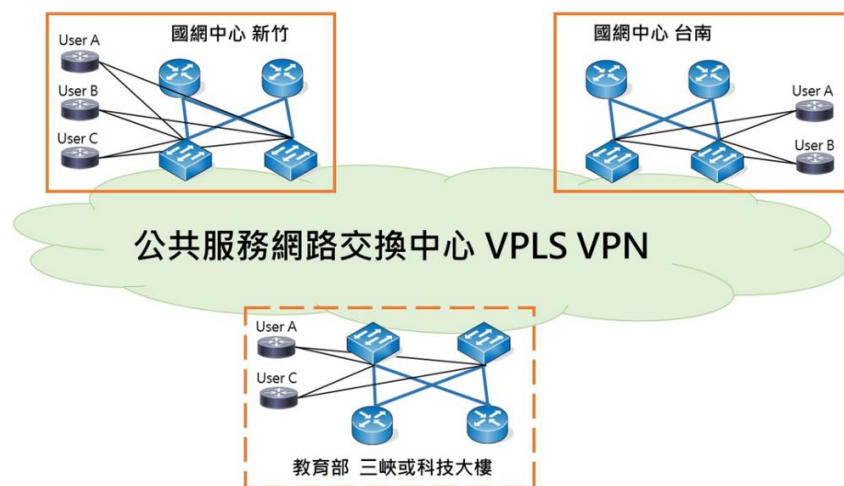 國網中心 新竹
User A
User B
User C
國網中心 台南
User A
User B
公共服務網路交換中心 VPLS VPN
User A
User C
教育部 三峽或科技大樓